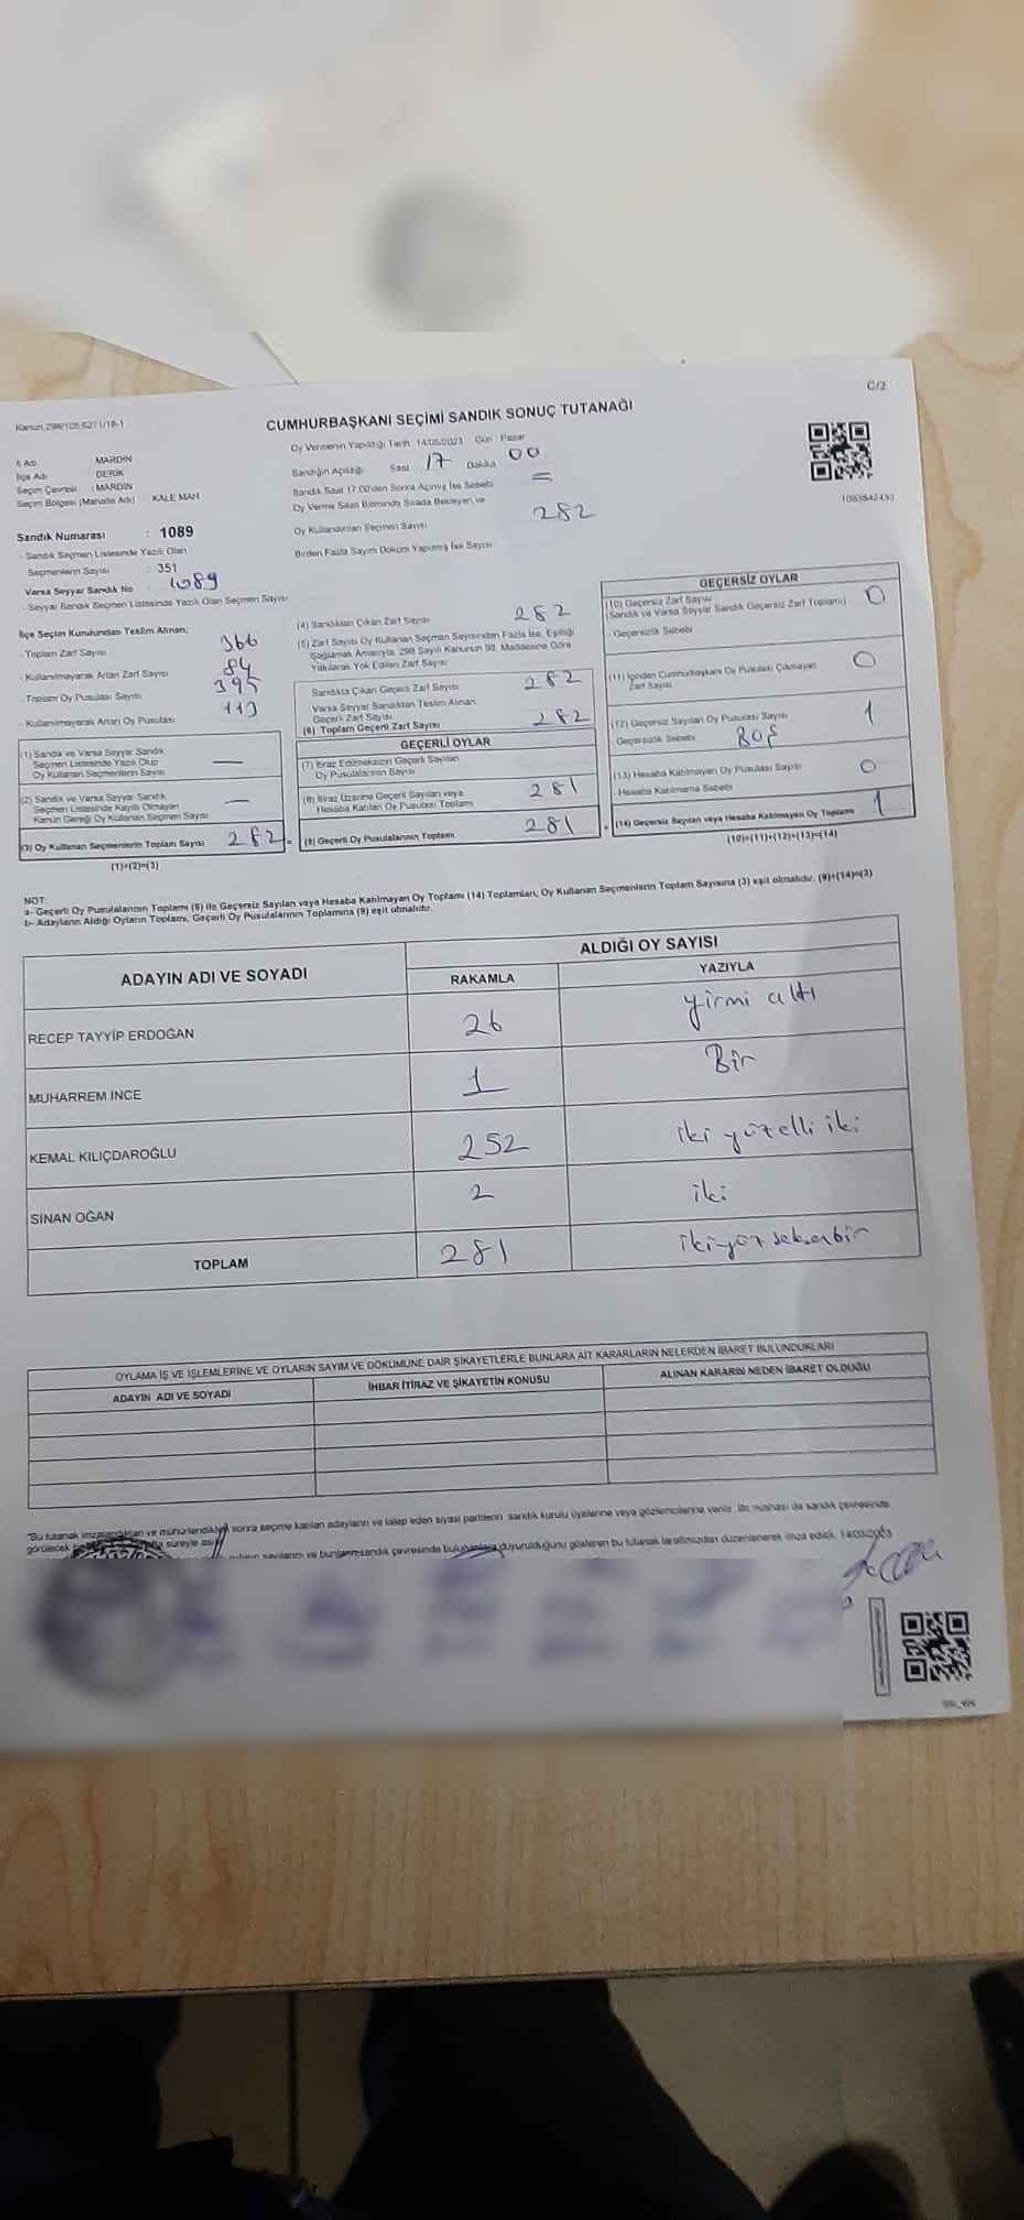 C/2
Kanun 298/105 6271/18-1
CUMHURBAŞKANI SEÇİMİ SANDIK SONUÇ TUTANAĞI
Oy Vermenin Yapıldığı Tarih 14/05/2023 Gün Pazar
İl Adı MARDİN
İlçe Adı DERİK
Seçim Çevresi : MARDİN
Seçim Bölgesi (Mahalle Adı) KALE MAH
Sandığın Açıldığı Saat 17 Dakika 00
Sandık Saat 17:00'den Sonra Açılmış İse Sebebi
Oy Verme Saati Bitiminde Sırada Bekleyen ve
Oy Kullandırılan Seçmen Sayısı 282
Birden Fazla Sayım Döküm Yapılmış İse Sayısı
Sandık Numarası : 1089
Sandık Seçmen Listesinde Yazılı Olan
Seçmenlerin Sayısı : 351
Varsa Seyyar Sandık No 1089
- Seyyar Sandık Seçmen Listesinde Yazılı Olan Seçmen Sayısı
İlçe Seçim Kurulundan Teslim Alınan;
- Toplam Zarf Sayısı 366
- Kullanılmayarak Artan Zarf Sayısı 84
- Toplam Oy Pusulası Sayısı 395
- Kullanılmayarak Artan Oy Pusulası 113
(1) Sandık ve Varsa Seyyar Sandık
Seçmen Listesinde Yazılı Olup
Oy Kullanan Seçmenlerin Sayısı —
(2) Sandık ve Varsa Seyyar Sandık
Seçmen Listesinde Kayıtlı Olmayan
Kanun Gereği Oy Kullanan Seçmen Sayısı —
(3) Oy Kullanan Seçmenlerin Toplam Sayısı 282 =
(1)+(2)=(3)
(4) Sandıktan Çıkan Zarf Sayısı 282
(5) Zarf Sayısı Oy Kullanan Seçmen Sayısından Fazla İse, Eşitliği
Sağlamak Amacıyla, 298 Sayılı Kanunun 98. Maddesine Göre
Yakılarak Yok Edilen Zarf Sayısı
Sandıkta Çıkan Geçerli Zarf Sayısı 282
Varsa Seyyar Sandıktan Teslim Alınan
Geçerli Zarf Sayısı
(6) Toplam Geçerli Zarf Sayısı 282
GEÇERLİ OYLAR
(7) İtiraz Edilmeksizin Geçerli Sayılan
Oy Pusulalarının Sayısı
(8) İtiraz Üzerine Geçerli Sayılan veya
Hesaba Katılan Oy Pusulası Toplamı 281
(9) Geçerli Oy Pusulalarının Toplamı 281
GEÇERSİZ OYLAR
(10) Geçersiz Zarf Sayısı
(Sandık ve Varsa Seyyar Sandık Geçersiz Zarf Toplamı) 0
Geçersizlik Sebebi
(11) İçinden Cumhurbaşkanı Oy Pusulası Çıkmayan
Zarf Sayısı 0
(12) Geçersiz Sayılan Oy Pusulası Sayısı 1
Geçersizlik Sebebi BOŞ
(13) Hesaba Katılmayan Oy Pusulası Sayısı 0
Hesaba Katılmama Sebebi
(14) Geçersiz Sayılan veya Hesaba Katılmayan Oy Toplamı 1
(10)+(11)+(12)+(13)=(14)
NOT
a- Geçerli Oy Pusulalarının Toplamı (9) ile Geçersiz Sayılan veya Hesaba Katılmayan Oy Toplamı (14) Toplamları, Oy Kullanan Seçmenlerin Toplam Sayısına (3) eşit olmalıdır. (9)+(14)=(3)
b- Adayların Aldığı Oyların Toplamı, Geçerli Oy Pusulalarının Toplamına (9) eşit olmalıdır.
ADAYIN ADI VE SOYADI ALDIĞI OY SAYISI
RAKAMLA YAZIYLA
RECEP TAYYİP ERDOĞAN 26 yirmi altı
MUHARREM İNCE 1 Bir
KEMAL KILIÇDAROĞLU 252 iki yüzelli iki
SİNAN OĞAN 2 iki
TOPLAM 281 ikiyüz seksenbir
OYLAMA İŞ VE İŞLEMLERİNE VE OYLARIN SAYIM VE DÖKÜMÜNE DAİR ŞİKAYETLERLE BUNLARA AİT KARARLARIN NELERDEN İBARET BULUNDUKLARI
ADAYIN ADI VE SOYADI İHBAR İTİRAZ VE ŞİKAYETİN KONUSU ALINAN KARARIN NEDEN İBARET OLDUĞU
"Bu tutanak imzalandıktan ve mühürlendikten sonra seçime katılan adayların ve talep eden siyasi partilerin sandık kurulu üyelerine veya gözlemcilerine verilir. Bir nüshası da sandık çevresinde
görülecek süreyle
sayılarını ve bunların sandık çevresinde bulunanlara duyurulduğunu gösteren bu tutanak tarafımızdan düzenlenerek imza edildi. 14/05/2023